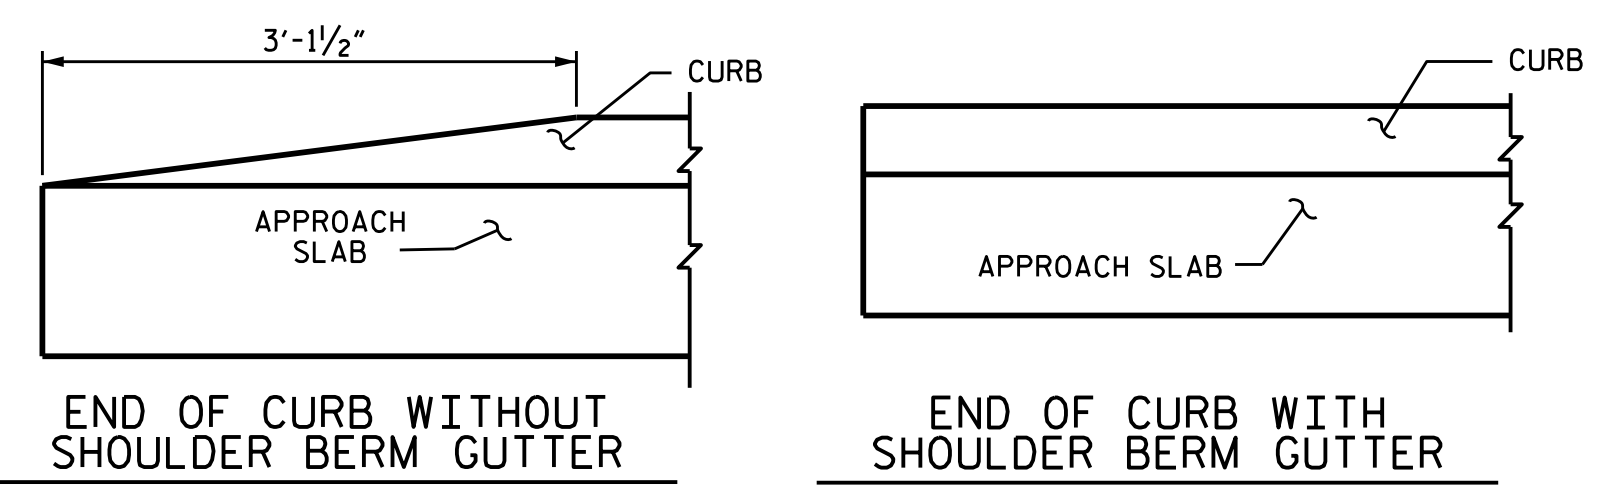 3'-1½"
CURB
APPROACH
SLAB
END OF CURB WITHOUT
SHOULDER BERM GUTTER
CURB
APPROACH SLAB
END OF CURB WITH
SHOULDER BERM GUTTER